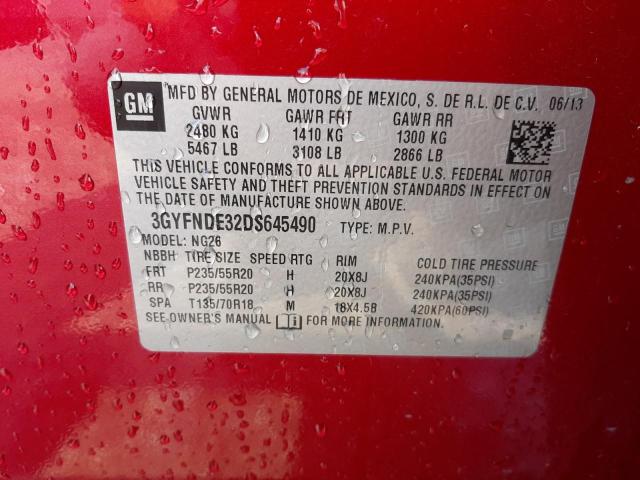 GM
MFD BY GENERAL MOTORS DE MEXICO, S. DE R.L. DE C.V. 06/13
GVWR GAWR FRT GAWR RR
2480 KG 1410 KG 1300 KG
5467 LB 3108 LB 2866 LB
THIS VEHICLE CONFORMS TO ALL APPLICABLE U.S. FEDERAL MOTOR
VEHICLE SAFETY AND THEFT PREVENTION STANDARDS IN EFFECT ON
THE DATE OF MANUFACTURE SHOWN ABOVE.
3GYFNDE32DS645490 TYPE: M.P.V.
MODEL: NG26
NBBH TIRE SIZE SPEED RTG RIM COLD TIRE PRESSURE
FRT P235/55R20 H 20X8J 240KPA(35PSI)
RR P235/55R20 H 20X8J 240KPA(35PSI)
SPA T135/70R18 M 18X4.5B 420KPA(60PSI)
SEE OWNER'S MANUAL FOR MORE INFORMATION.